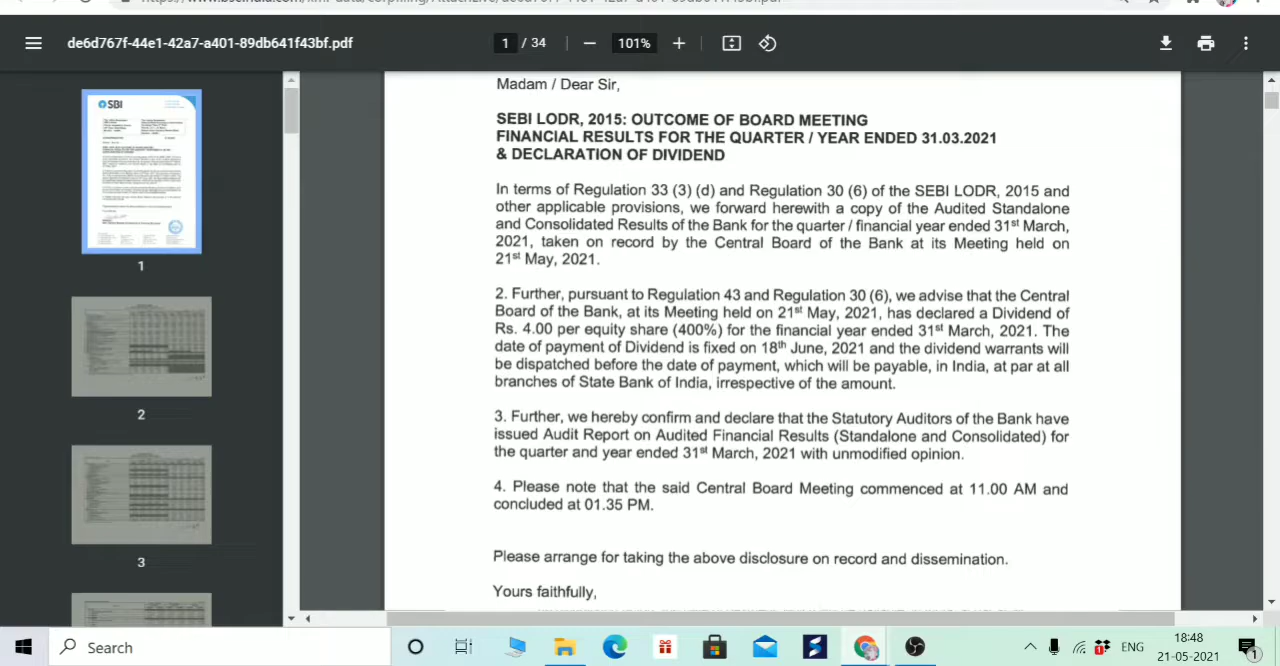 de6d767f-44e1-42a7-a401-89db641f43bf.pdf
1 / 34
101%
SBI
1
2
3
Madam / Dear Sir,
SEBI LODR, 2015: OUTCOME OF BOARD MEETING
FINANCIAL RESULTS FOR THE QUARTER / YEAR ENDED 31.03.2021
& DECLARATION OF DIVIDEND
In terms of Regulation 33 (3) (d) and Regulation 30 (6) of the SEBI LODR, 2015 and
other applicable provisions, we forward herewith a copy of the Audited Standalone
and Consolidated Results of the Bank for the quarter / financial year ended 31st March,
2021, taken on record by the Central Board of the Bank at its Meeting held on
21st May, 2021.
2. Further, pursuant to Regulation 43 and Regulation 30 (6), we advise that the Central
Board of the Bank, at its Meeting held on 21st May, 2021, has declared a Dividend of
Rs. 4.00 per equity share (400%) for the financial year ended 31st March, 2021. The
date of payment of Dividend is fixed on 18th June, 2021 and the dividend warrants will
be dispatched before the date of payment, which will be payable, in India, at par at all
branches of State Bank of India, irrespective of the amount.
3. Further, we hereby confirm and declare that the Statutory Auditors of the Bank have
issued Audit Report on Audited Financial Results (Standalone and Consolidated) for
the quarter and year ended 31st March, 2021 with unmodified opinion.
4. Please note that the said Central Board Meeting commenced at 11.00 AM and
concluded at 01.35 PM.
Please arrange for taking the above disclosure on record and dissemination.
Yours faithfully,
Search
ENG
18:48
21-05-2021
1